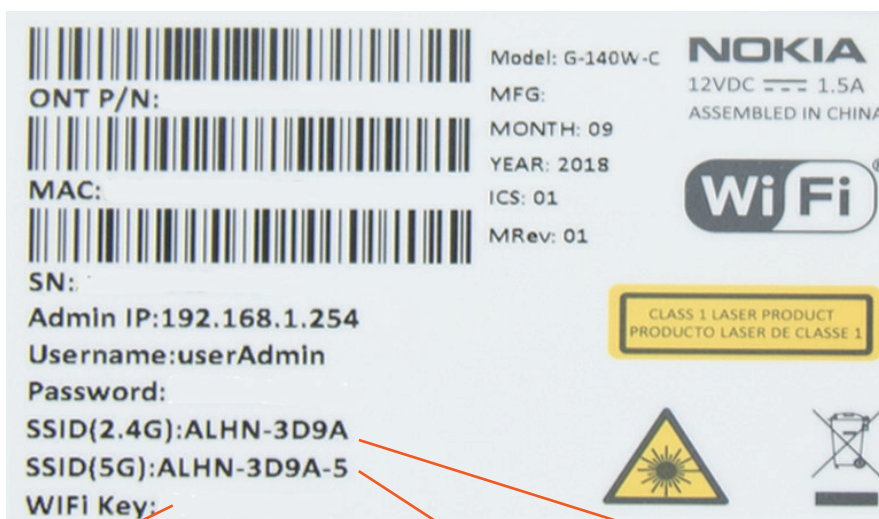 ONT P/N:
MAC:
SN:
Admin IP:192.168.1.254
Username:userAdmin
Password:
SSID(2.4G):ALHN-3D9A
SSID(5G):ALHN-3D9A-5
WIFi Key:
Model: G-140W-C
MFG:
MONTH: 09
YEAR: 2018
ICS: 01
MRev: 01
NOKIA
12VDC 1.5A
ASSEMBLED IN CHINA
WiFi
CLASS 1 LASER PRODUCT
PRODUCTO LASER DE CLASSE 1